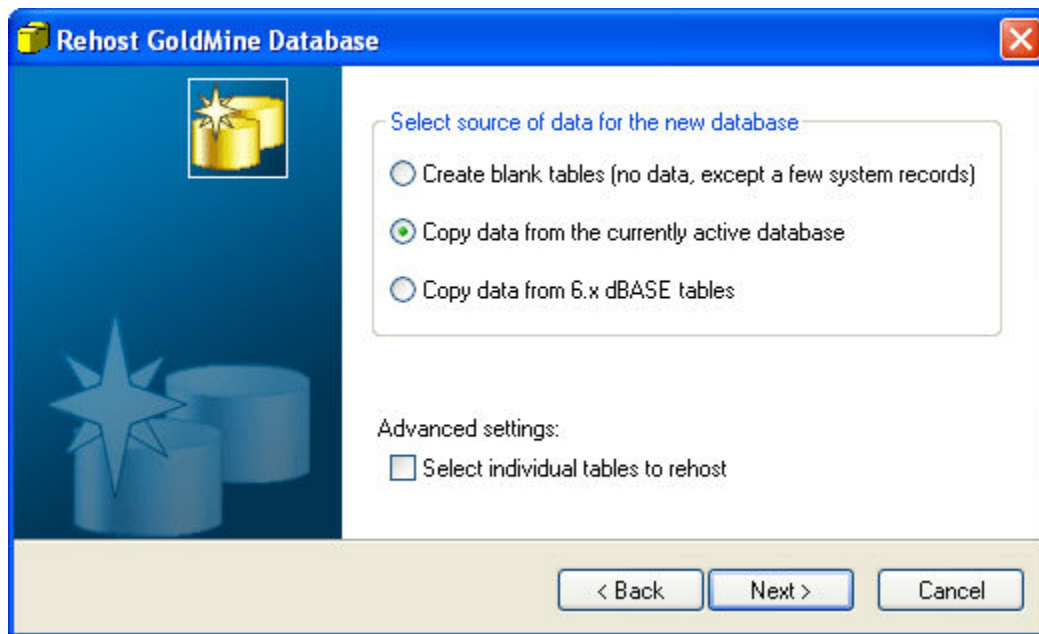 Rehost GoldMine Database
Select source of data for the new database
Create blank tables (no data, except a few system records)
Copy data from the currently active database
Copy data from 6.x dBASE tables
Advanced settings:
Select individual tables to rehost
< Back
Next >
Cancel